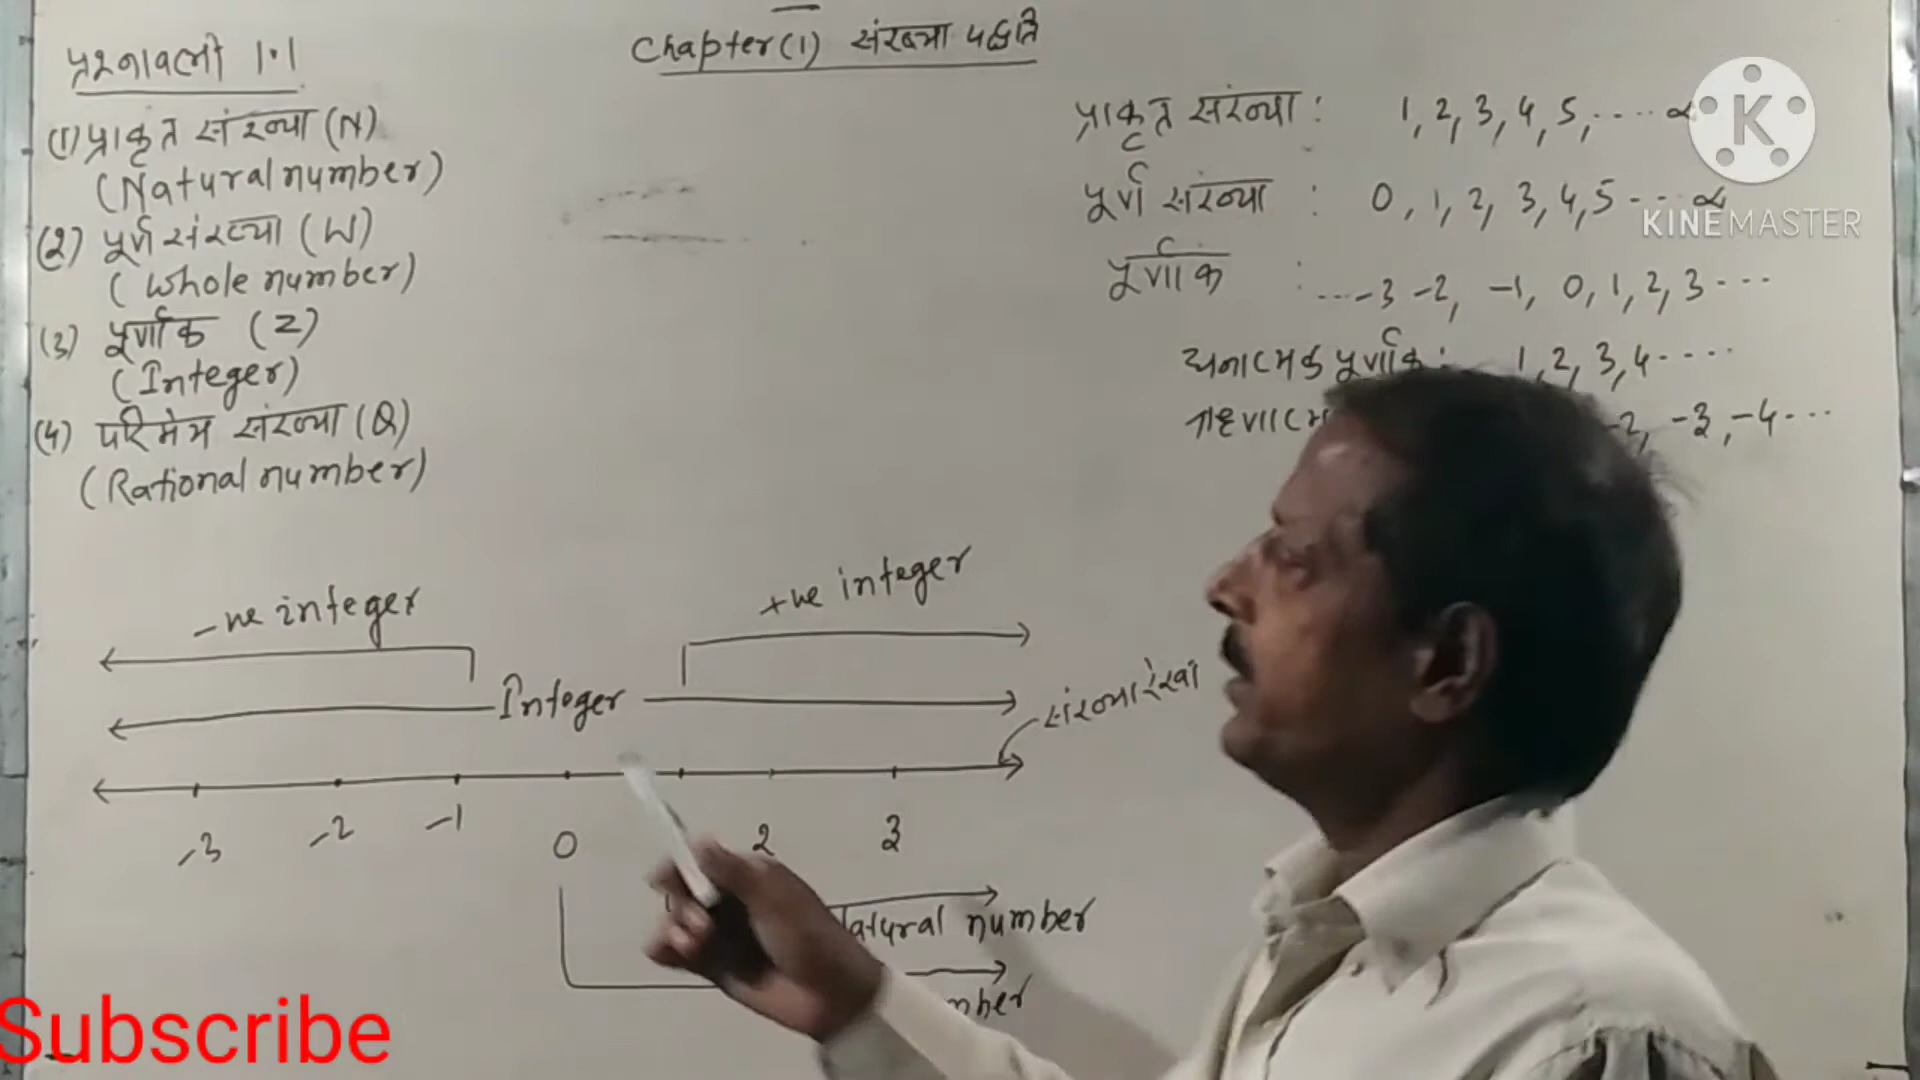 Chapter(1) संख्या पद्धति
प्रश्नावली 1.1
(1) प्राकृत संख्या (N)
(Natural number)
(2) पूर्ण संख्या (W)
(Whole number)
(3) पूर्णांक (Z)
(Integer)
(4) परिमेय संख्या (Q)
(Rational number)
प्राकृत संख्या : 1, 2, 3, 4, 5, .... ∝
पूर्ण संख्या : 0, 1, 2, 3, 4, 5 --- ∝
पूर्णांक : ... -3 -2, -1, 0, 1, 2, 3 ...
धनात्मक पूर्णांक : 1, 2, 3, 4 ....
-2, -3, -4 ...
K
KINEMASTER
-ve integer
+ve integer
Integer
संख्या रेखा
-3 -2 -1 0 2 3
number
Subscribe